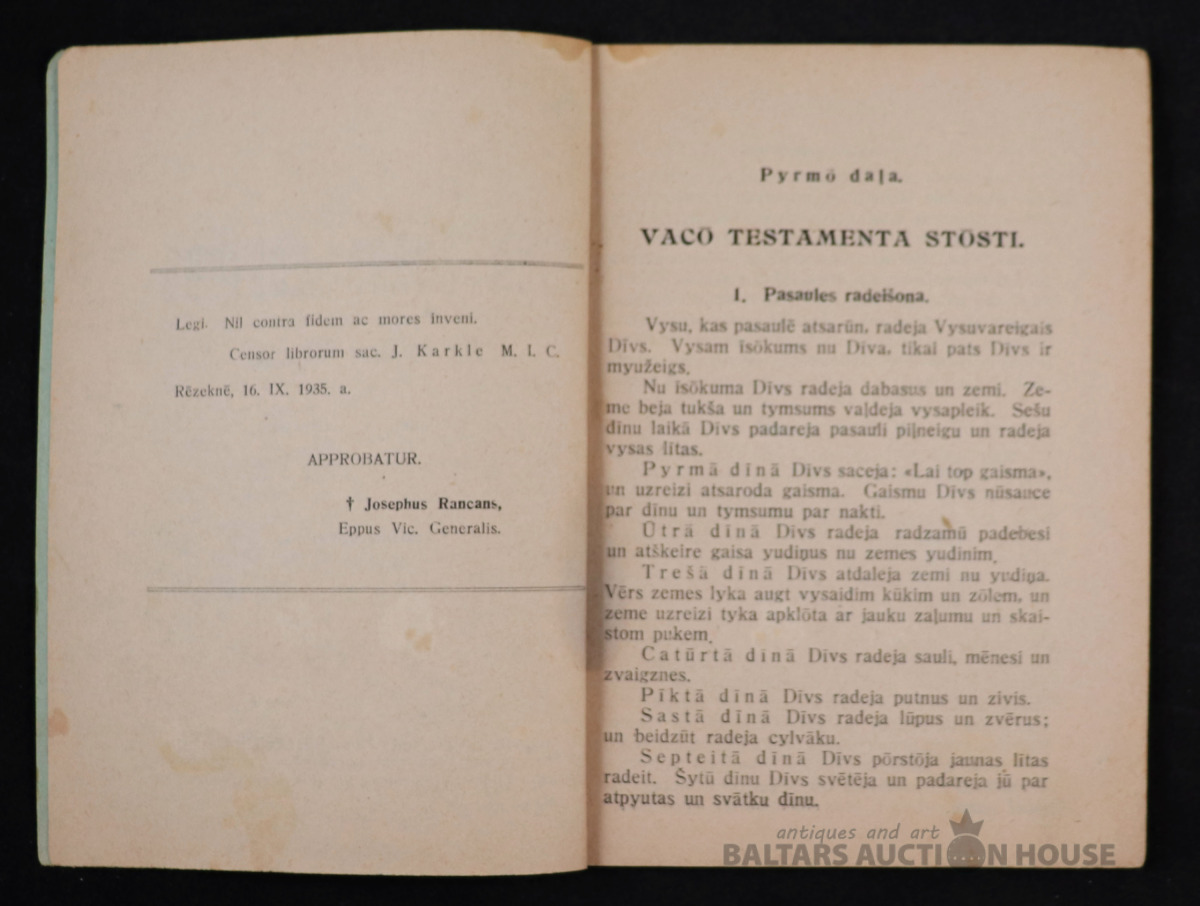 Legi. Nil contra fidem ac mores inveni.
Censor librorum sac. J. Karkle M. I. C.
Rēzeknē, 16. IX. 1935. a.
APPROBATUR.
† Josephus Rancans,
Eppus Vic. Generalis.
Pyrmō daļa.
VACŌ TESTAMENTA STŌSTI.
1. Pasaules radeišona.
Vysu, kas pasaulē atsarūn, radeja Vysuvareigais
Dīvs. Vysam īsōkums nu Dīva, tikai pats Dīvs ir
myužeigs.
Nu īsōkuma Dīvs radeja dabasus un zemi. Ze-
me beja tukša un tymsums vaļdeja vysapleik. Sešu
dīnu laikā Dīvs padareja pasauli piļneigu un radeja
vysas lītas.
Pyrmā dīnā Dīvs saceja: «Lai top gaisma»,
un uzreizi atsaroda gaisma. Gaismu Dīvs nūsauce
par dīnu un tymsumu par nakti.
Ūtrā dīnā Dīvs radeja radzamū padebesi
un atškeire gaisa yudiņus nu zemes yudinim.
Trešā dīnā Dīvs atdaleja zemi nu yudiņa.
Vērs zemes lyka augt vysaidim kūkim un zōlem, un
zeme uzreizi tyka apklōta ar jauku zaļumu un skai-
stom pukem.
Catūrtā dīnā Dīvs radeja sauli, mēnesi un
zvaigznes.
Pīktā dīnā Dīvs radeja putnus un zivis.
Sastā dīnā Dīvs radeja lūpus un zvērus;
un beidzūt radeja cylvāku.
Septeitā dīnā Dīvs pōrstōja jaunas lītas
radeit. Šytū dīnu Dīvs svētēja un padareja jū par
atpyutas un svātku dīnu.
antiques and art
BALTARS AUCTION HOUSE